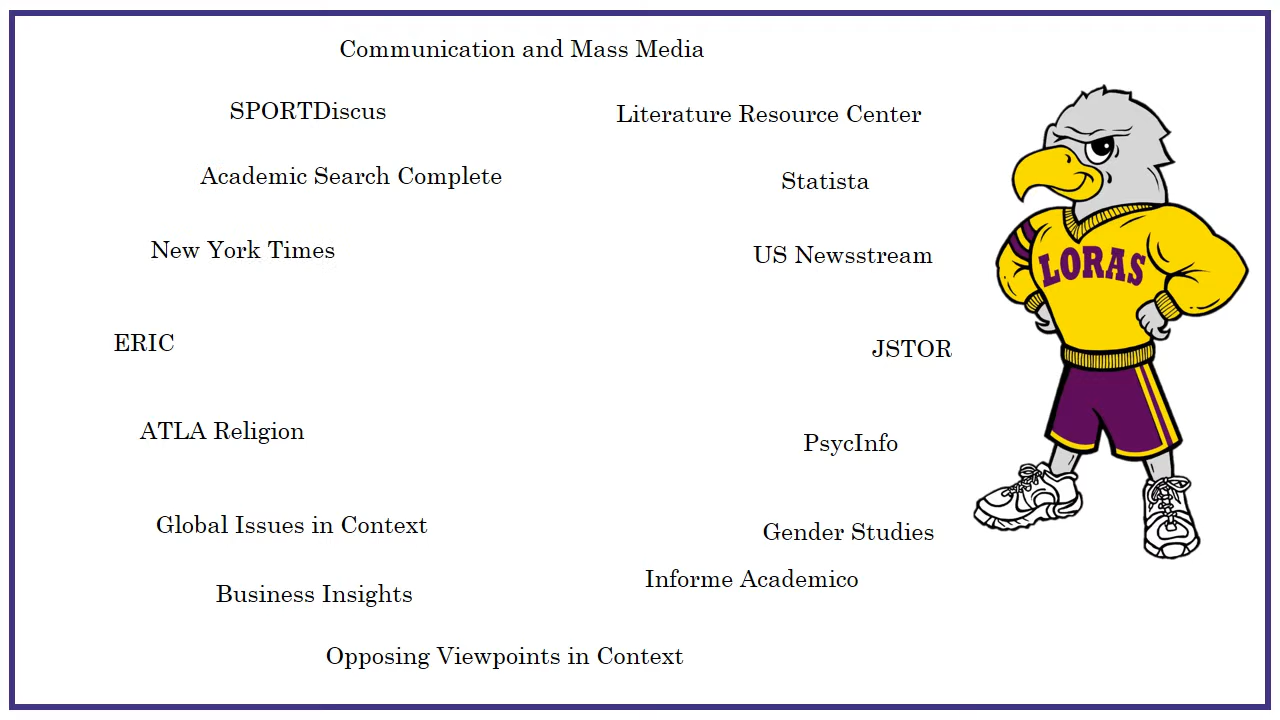 Communication and Mass Media
SPORTDiscus
Literature Resource Center
Academic Search Complete
Statista
New York Times
US Newsstream
LORAS
ERIC
JSTOR
ATLA Religion
PsycInfo
Global Issues in Context
Gender Studies
Informe Academico
Business Insights
Opposing Viewpoints in Context